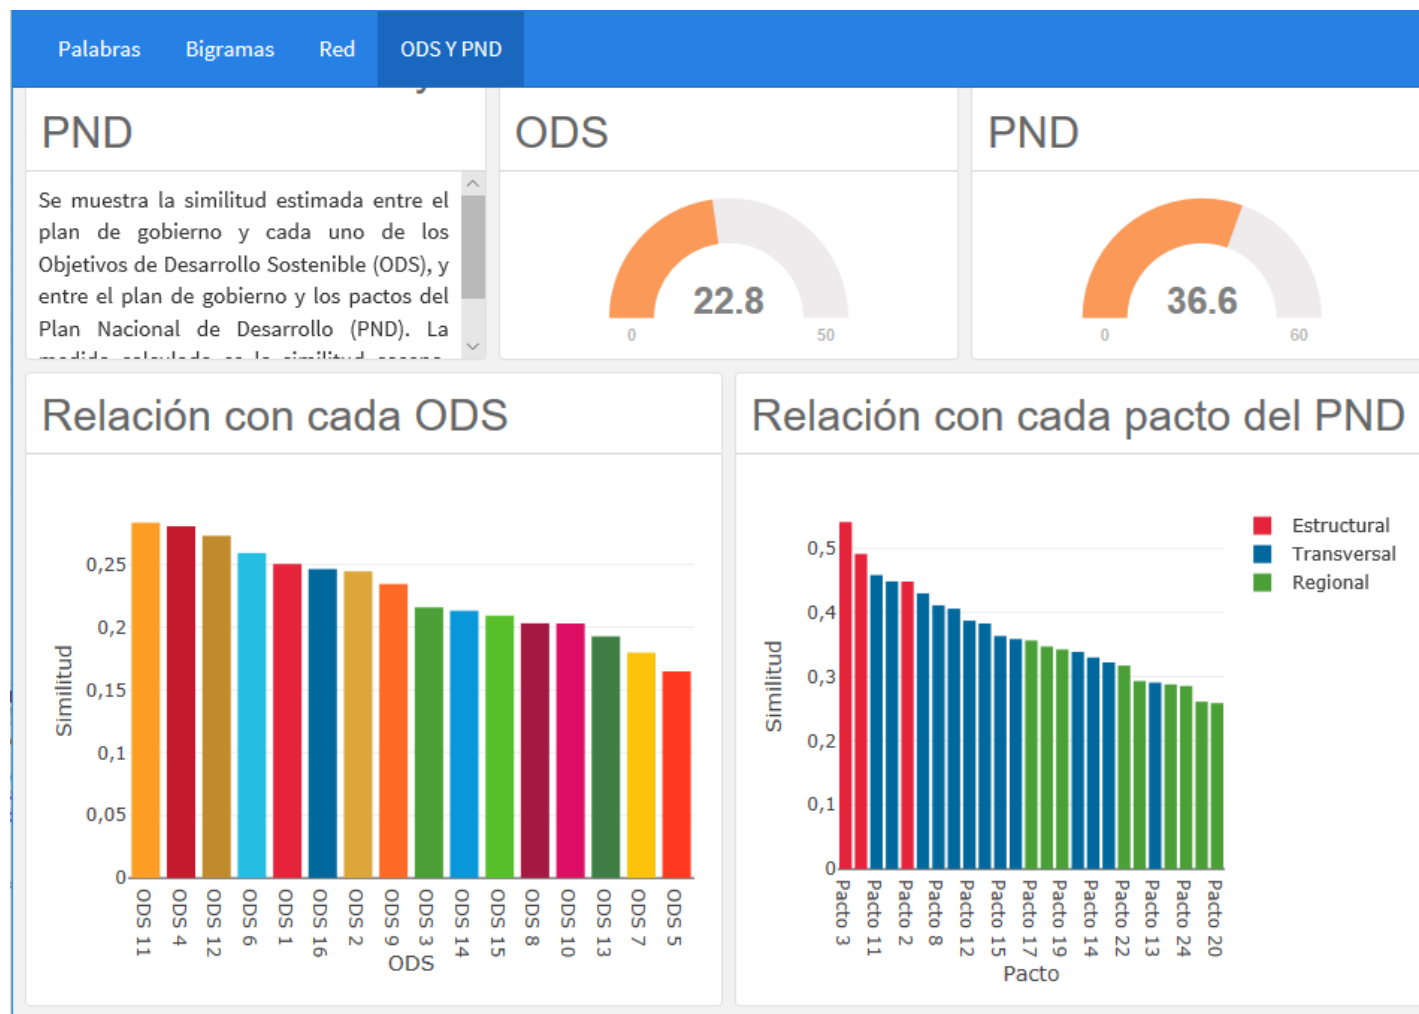 Palabras Bigramas Red ODS Y PND
PND
Se muestra la similitud estimada entre el
plan de gobierno y cada uno de los
Objetivos de Desarrollo Sostenible (ODS), y
entre el plan de gobierno y los pactos del
Plan Nacional de Desarrollo (PND). La
ODS
22.8
0 50
PND
36.6
0 60
Relación con cada ODS
Similitud
0,25
0,2
0,15
0,1
0,05
0
ODS 11 ODS 4 ODS 12 ODS 6 ODS 1 ODS 16 ODS 2 ODS 9 ODS 3 ODS 14 ODS 15 ODS 8 ODS 10 ODS 13 ODS 7 ODS 5
ODS
Relación con cada pacto del PND
Similitud
0,5
0,4
0,3
0,2
0,1
0
Pacto 3 Pacto 11 Pacto 2 Pacto 8 Pacto 12 Pacto 15 Pacto 17 Pacto 19 Pacto 14 Pacto 22 Pacto 13 Pacto 24 Pacto 20
Pacto
Estructural
Transversal
Regional